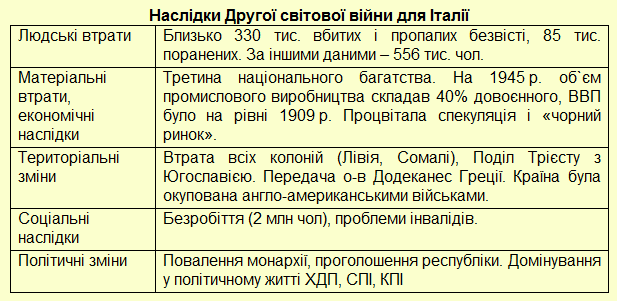 Наслідки Другої світової війни для Італії
Людські втрати
Близько 330 тис. вбитих і пропалих безвісті, 85 тис.
поранених. За іншими даними – 556 тис. чол.
Матеріальні
втрати,
економічні
наслідки
Третина національного багатства. На 1945 р. об`єм
промислового виробництва складав 40% довоєнного, ВВП
було на рівні 1909 р. Процвітала спекуляція і «чорний
ринок».
Територіальні
зміни
Втрата всіх колоній (Лівія, Сомалі), Поділ Трієсту з
Югославією. Передача о-в Додеканес Греції. Країна була
окупована англо-американськими військами.
Соціальні
наслідки
Безробіття (2 млн чол), проблеми інвалідів.
Політичні зміни
Повалення монархії, проголошення республіки. Домінування
у політичному житті ХДП, СПІ, КПІ